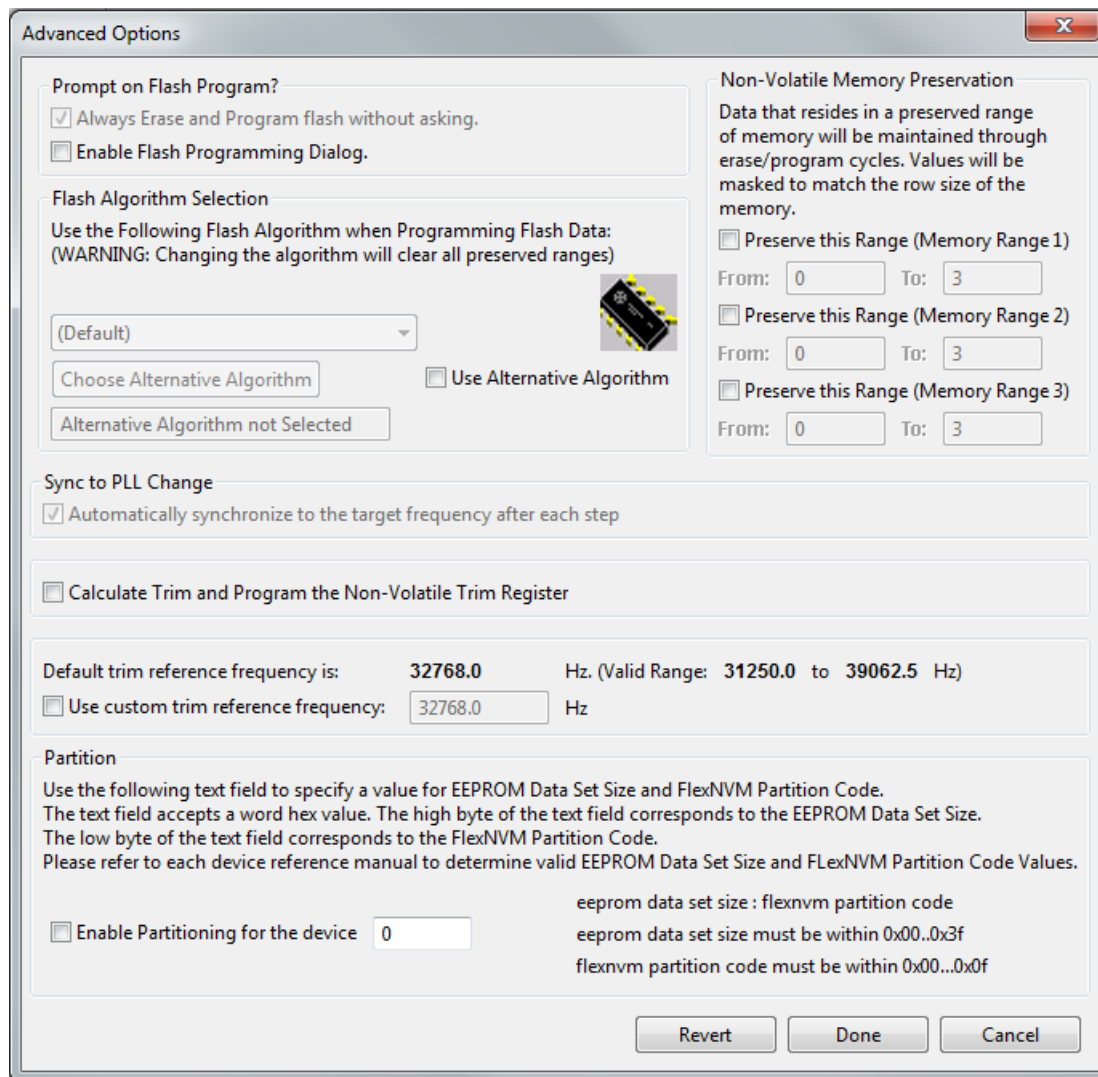 Advanced Options
Prompt on Flash Program?
Always Erase and Program flash without asking.
Enable Flash Programming Dialog.
Flash Algorithm Selection
Use the Following Flash Algorithm when Programming Flash Data:
(WARNING: Changing the algorithm will clear all preserved ranges)
(Default)
Choose Alternative Algorithm
Use Alternative Algorithm
Alternative Algorithm not Selected
Non-Volatile Memory Preservation
Data that resides in a preserved range
of memory will be maintained through
erase/program cycles. Values will be
masked to match the row size of the
memory.
Preserve this Range (Memory Range 1)
From: 0 To: 3
Preserve this Range (Memory Range 2)
From: 0 To: 3
Preserve this Range (Memory Range 3)
From: 0 To: 3
Sync to PLL Change
Automatically synchronize to the target frequency after each step
Calculate Trim and Program the Non-Volatile Trim Register
Default trim reference frequency is: 32768.0 Hz. (Valid Range: 31250.0 to 39062.5 Hz)
Use custom trim reference frequency: 32768.0 Hz
Partition
Use the following text field to specify a value for EEPROM Data Set Size and FlexNVM Partition Code.
The text field accepts a word hex value. The high byte of the text field corresponds to the EEPROM Data Set Size.
The low byte of the text field corresponds to the FlexNVM Partition Code.
Please refer to each device reference manual to determine valid EEPROM Data Set Size and FLexNVM Partition Code Values.
eeprom data set size : flexnvm partition code
Enable Partitioning for the device 0 eeprom data set size must be within 0x00..0x3f
flexnvm partition code must be within 0x00...0x0f
Revert Done Cancel